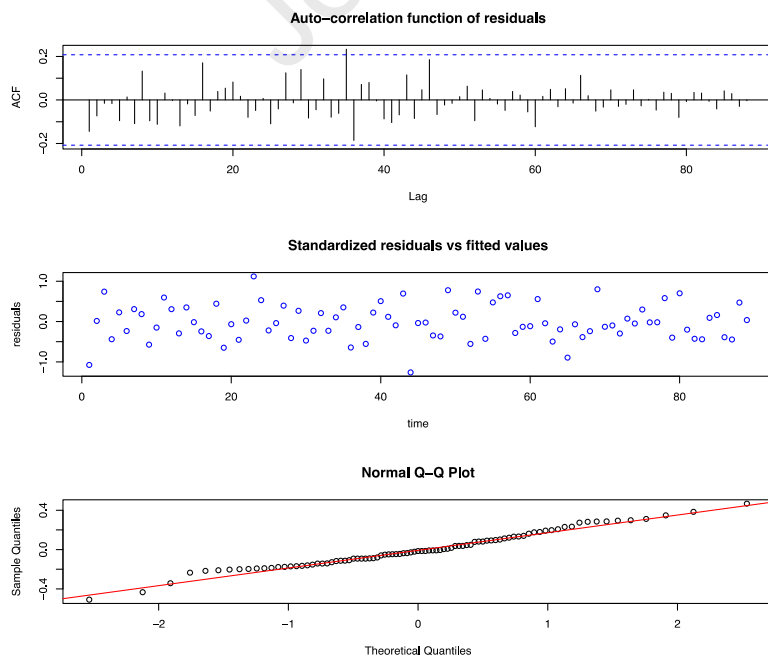 Auto−correlation function of residuals
ACF
0.2
0.0
−0.2
0 20 40 60 80
Lag
Standardized residuals vs fitted values
residuals
1.0
0.0
−1.0
0 20 40 60 80
time
Normal Q−Q Plot
Sample Quantiles
0.4
0.0
−0.4
−2 −1 0 1 2
Theoretical Quantiles